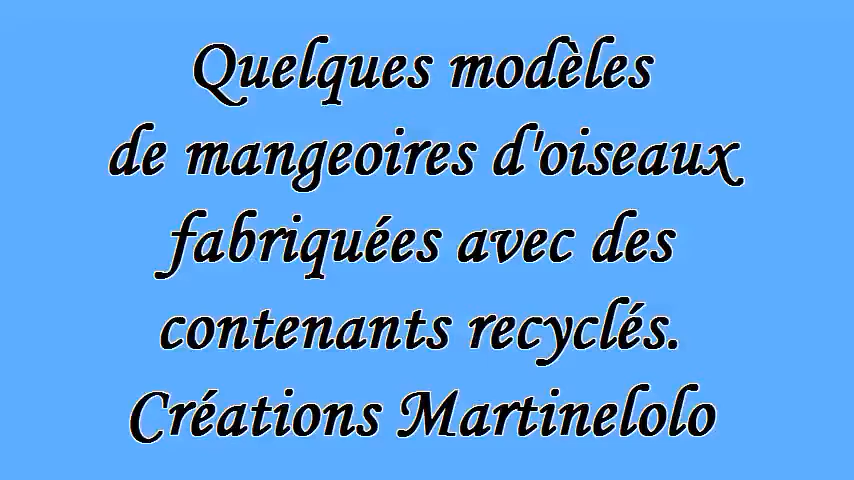 Quelques modèles
de mangeoires d'oiseaux
fabriquées avec des
contenants recyclés.
Créations Martinelolo